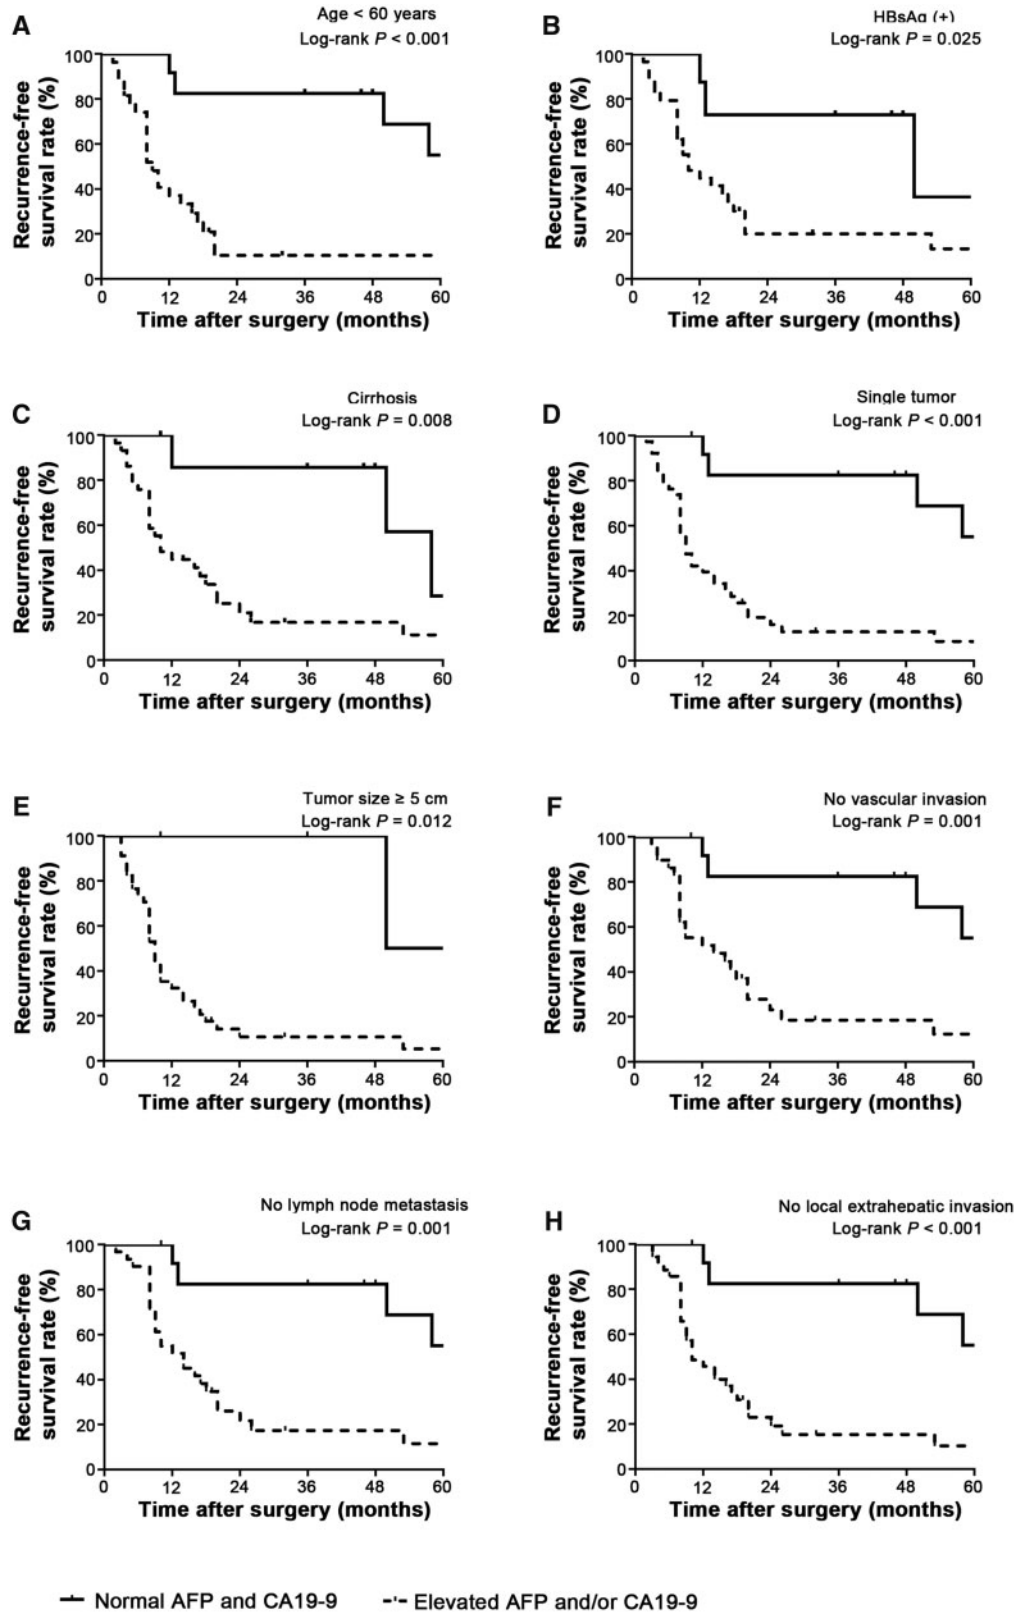 A
Age < 60 years
Log-rank P < 0.001
Recurrence-free
survival rate (%)
100
80
60
40
20
0
0 12 24 36 48 60
Time after surgery (months)
B
HBsAg (+)
Log-rank P = 0.025
Recurrence-free
survival rate (%)
100
80
60
40
20
0
0 12 24 36 48 60
Time after surgery (months)
C
Cirrhosis
Log-rank P = 0.008
Recurrence-free
survival rate (%)
100
80
60
40
20
0
0 12 24 36 48 60
Time after surgery (months)
D
Single tumor
Log-rank P < 0.001
Recurrence-free
survival rate (%)
100
80
60
40
20
0
0 12 24 36 48 60
Time after surgery (months)
E
Tumor size ≥ 5 cm
Log-rank P = 0.012
Recurrence-free
survival rate (%)
100
80
60
40
20
0
0 12 24 36 48 60
Time after surgery (months)
F
No vascular invasion
Log-rank P = 0.001
Recurrence-free
survival rate (%)
100
80
60
40
20
0
0 12 24 36 48 60
Time after surgery (months)
G
No lymph node metastasis
Log-rank P = 0.001
Recurrence-free
survival rate (%)
100
80
60
40
20
0
0 12 24 36 48 60
Time after surgery (months)
H
No local extrahepatic invasion
Log-rank P < 0.001
Recurrence-free
survival rate (%)
100
80
60
40
20
0
0 12 24 36 48 60
Time after surgery (months)
Normal AFP and CA19-9 Elevated AFP and/or CA19-9